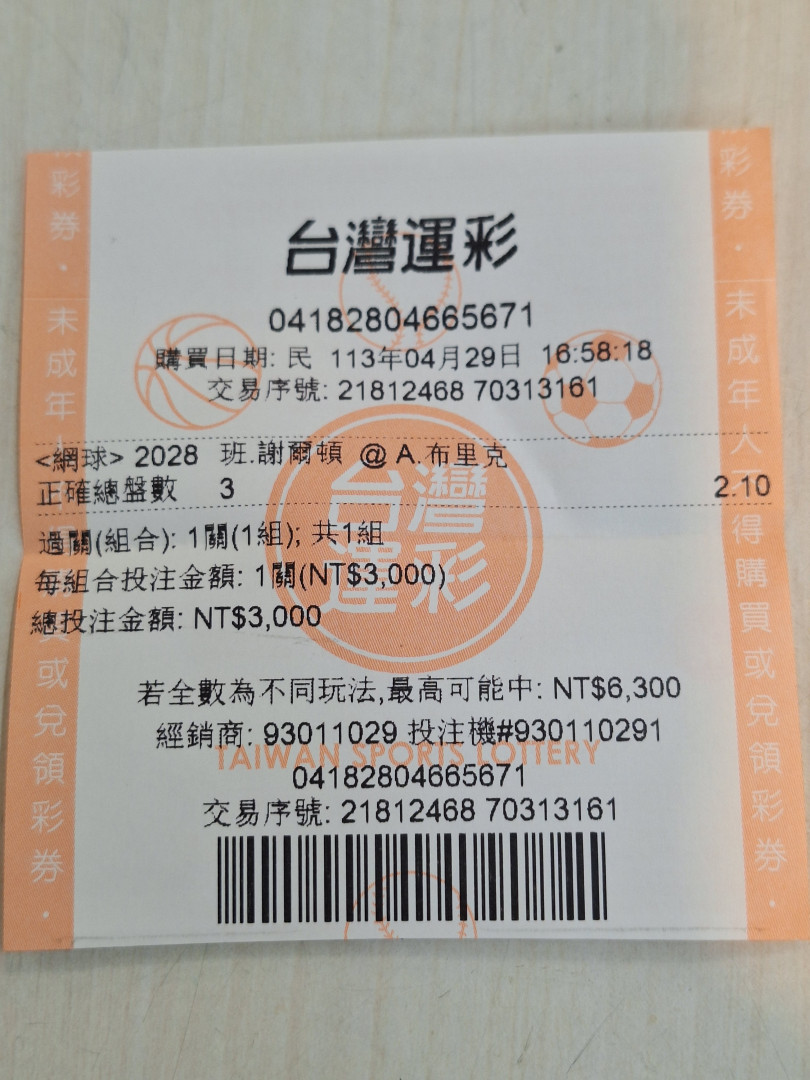 台灣運彩
04182804665671
購買日期: 民 113年04月29日 16:58:18
交易序號: 21812468 70313161
<網球> 2028 班.謝爾頓 @ A.布里克
正確總盤數 3 2.10
過關(組合): 1關(1組); 共1組
每組合投注金額: 1關(NT$3,000)
總投注金額: NT$3,000
台灣運彩
若全數為不同玩法,最高可能中: NT$6,300
經銷商: 93011029 投注機#930110291
TAIWAN SPORTS LOTTERY
04182804665671
交易序號: 21812468 70313161
彩券·未成年人 或兌領彩券·
彩券·未成年人不得購買或兌領彩券·